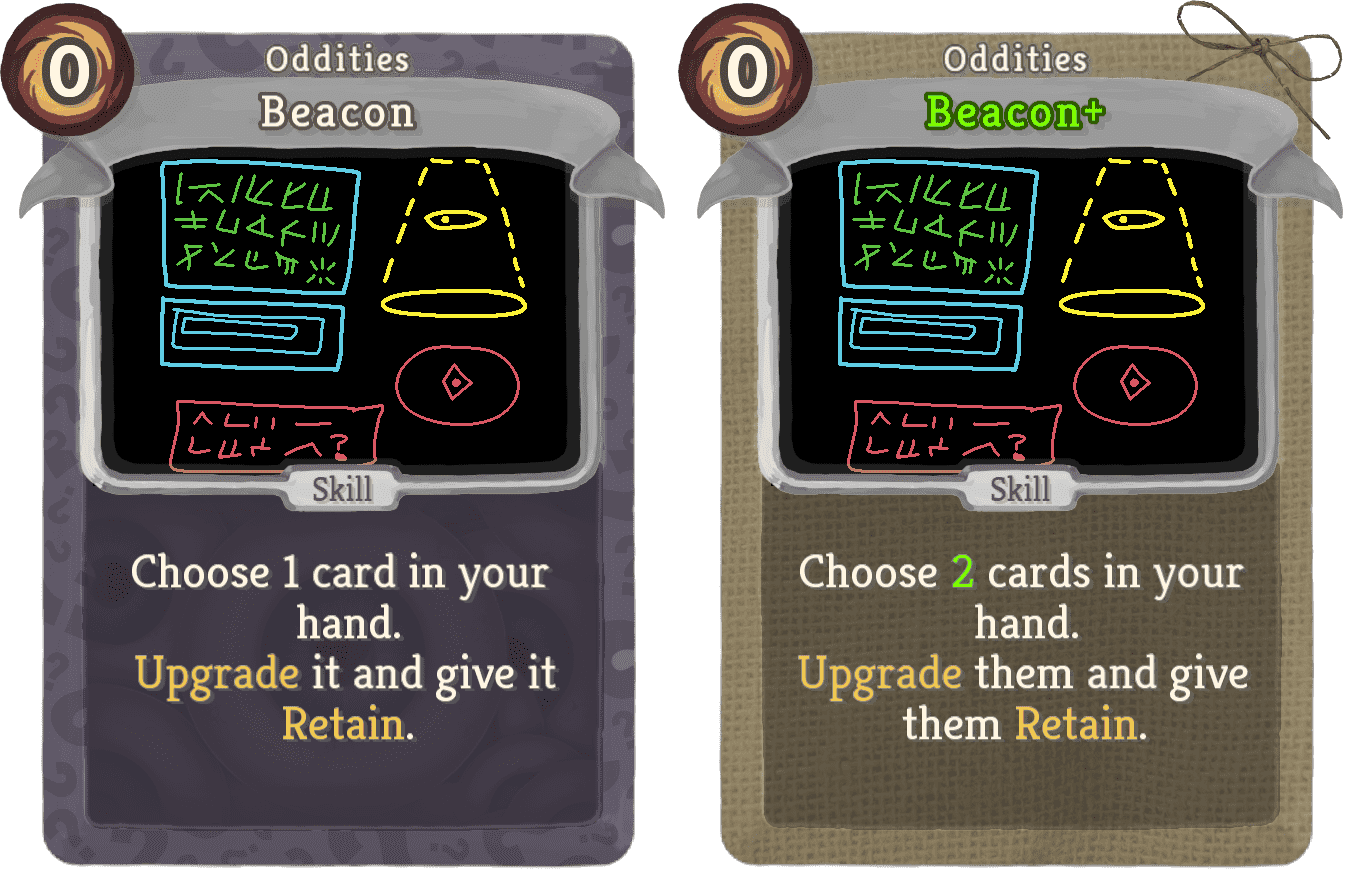 0
Oddities
Beacon
Skill
Choose 1 card in your
hand.
Upgrade it and give it
Retain.
0
Oddities
Beacon+
Skill
Choose 2 cards in your
hand.
Upgrade them and give
them Retain.